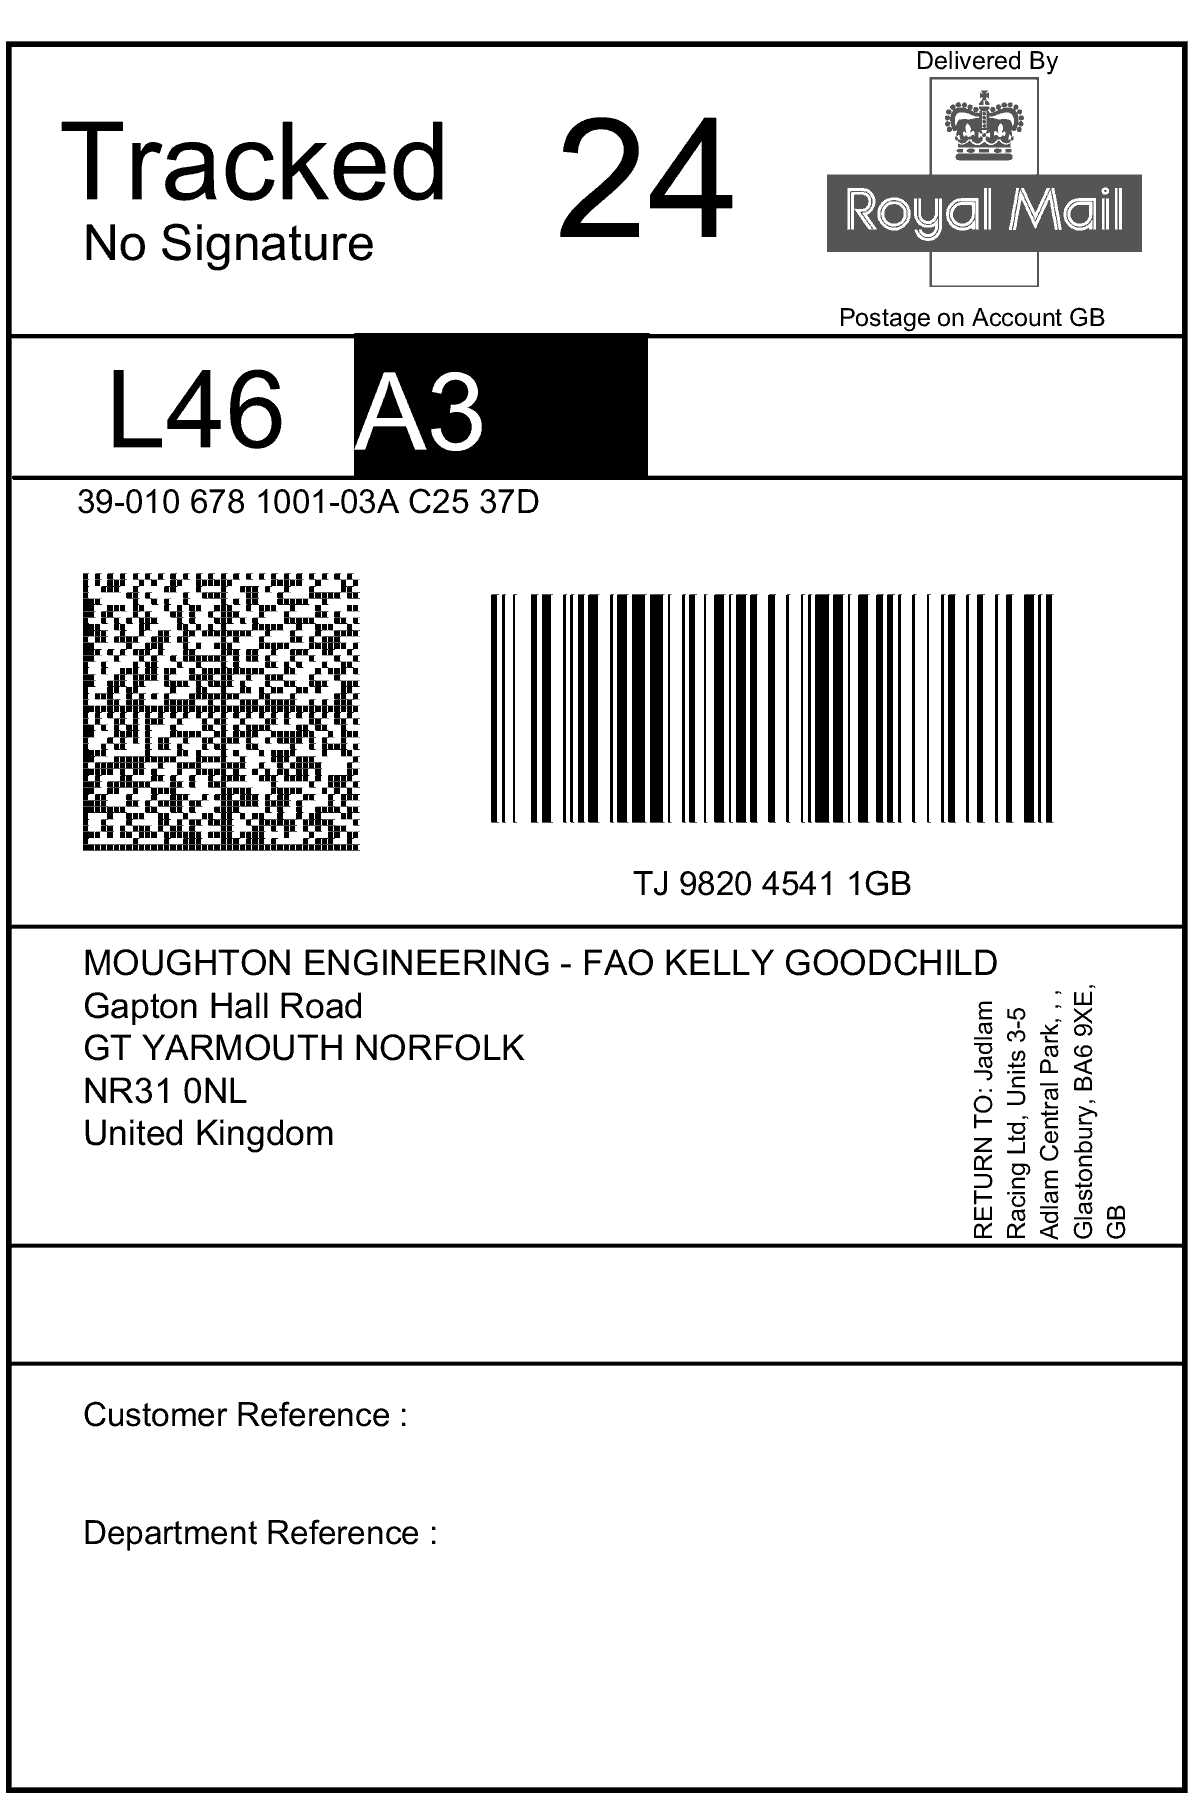 Delivered By
Tracked 24
No Signature
Royal Mail
Postage on Account GB
L46 A3
39-010 678 1001-03A C25 37D
TJ 9820 4541 1GB
MOUGHTON ENGINEERING - FAO KELLY GOODCHILD
Gapton Hall Road
GT YARMOUTH NORFOLK
NR31 0NL
United Kingdom
RETURN TO: Jadlam
Racing Ltd, Units 3-5
Adlam Central Park, , ,
Glastonbury, BA6 9XE,
GB
Customer Reference :
Department Reference :